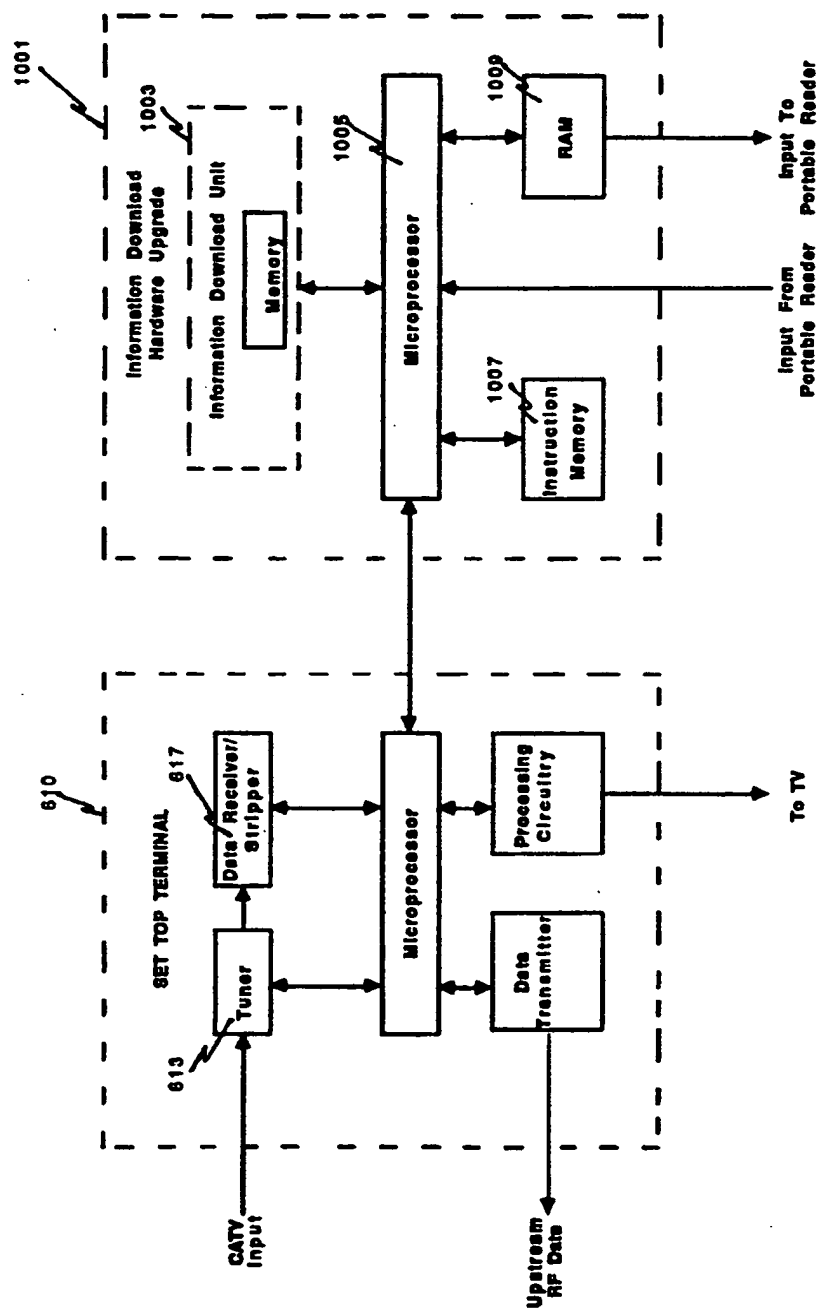 610
SET TOP TERMINAL
617
613
CATV
Input
Tuner
Data Receiver/
Stripper
Microprocessor
Data
Transmitter
Processing
Circuitry
Upstream
RF Data
To TV
1001
Information Download
Hardware Upgrade
1003
Information Download Unit
Memory
1005
Microprocessor
1007
Instruction
Memory
1009
RAM
Input From
Portable Reader
Input To
Portable Reader